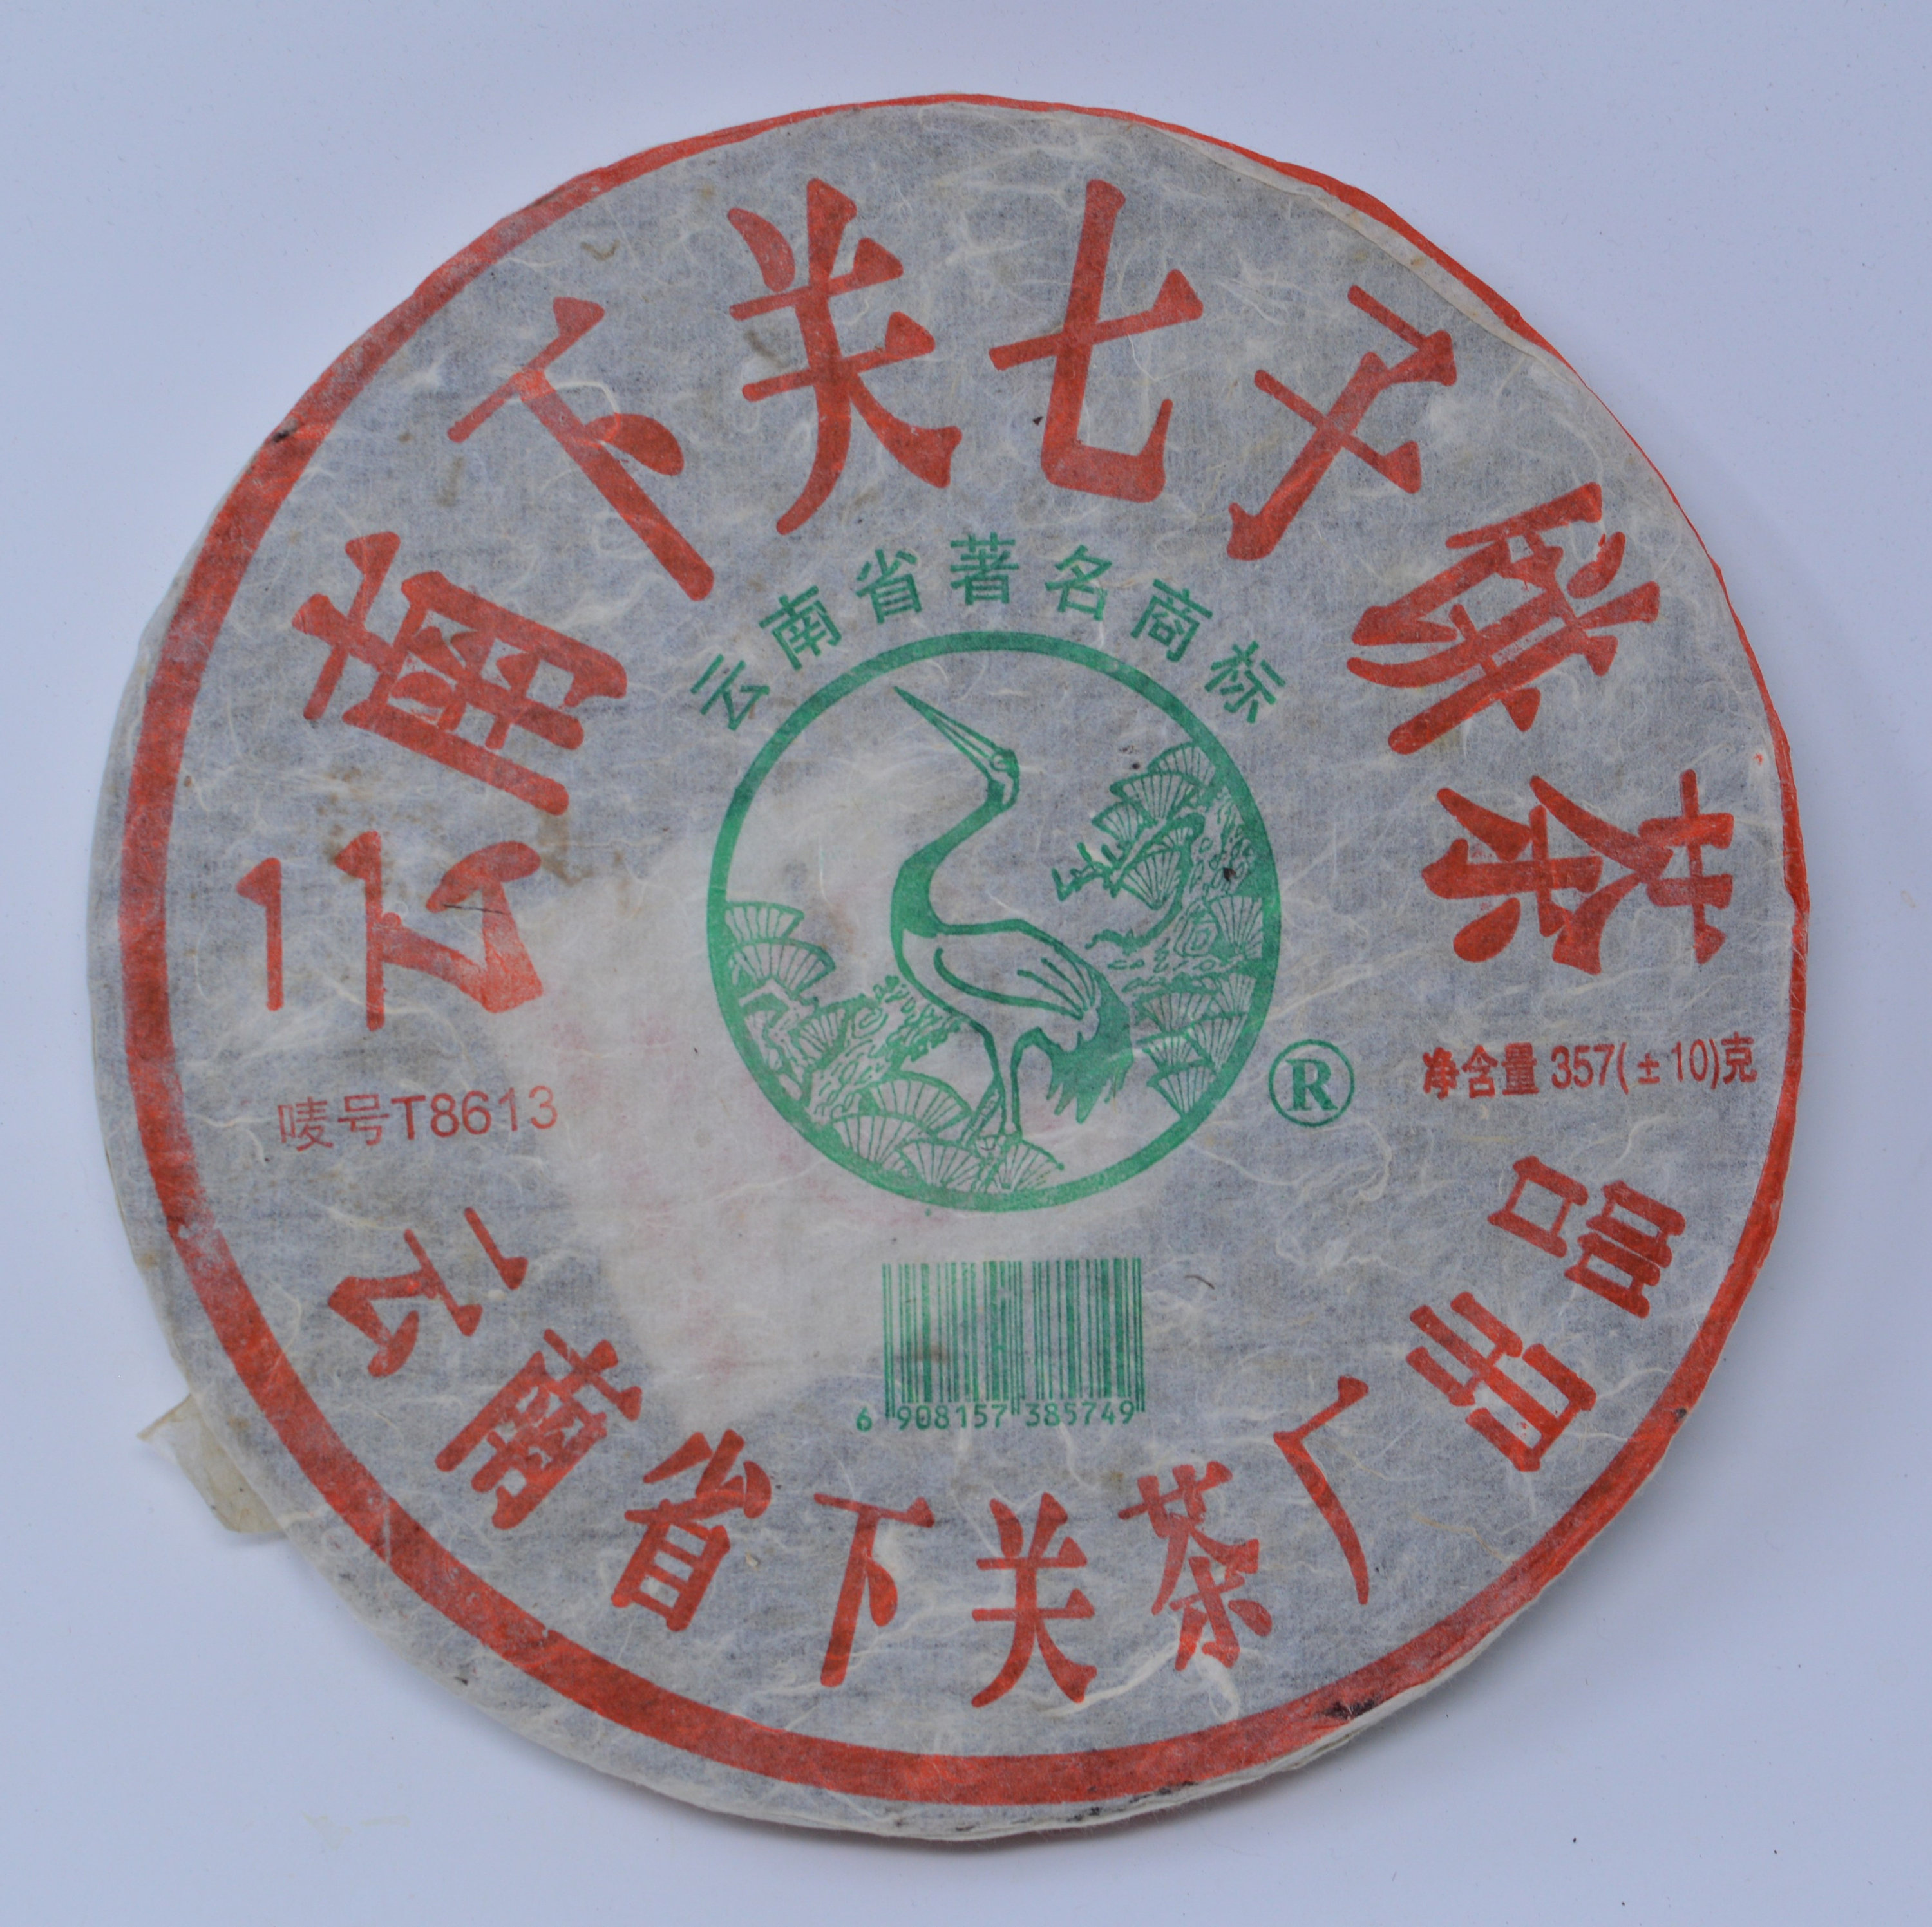 云南下关七子饼茶
云南省著名商标
®
唛号T8613
净含量 357(±10)克
6 908157 385749
云南省下关茶厂出品